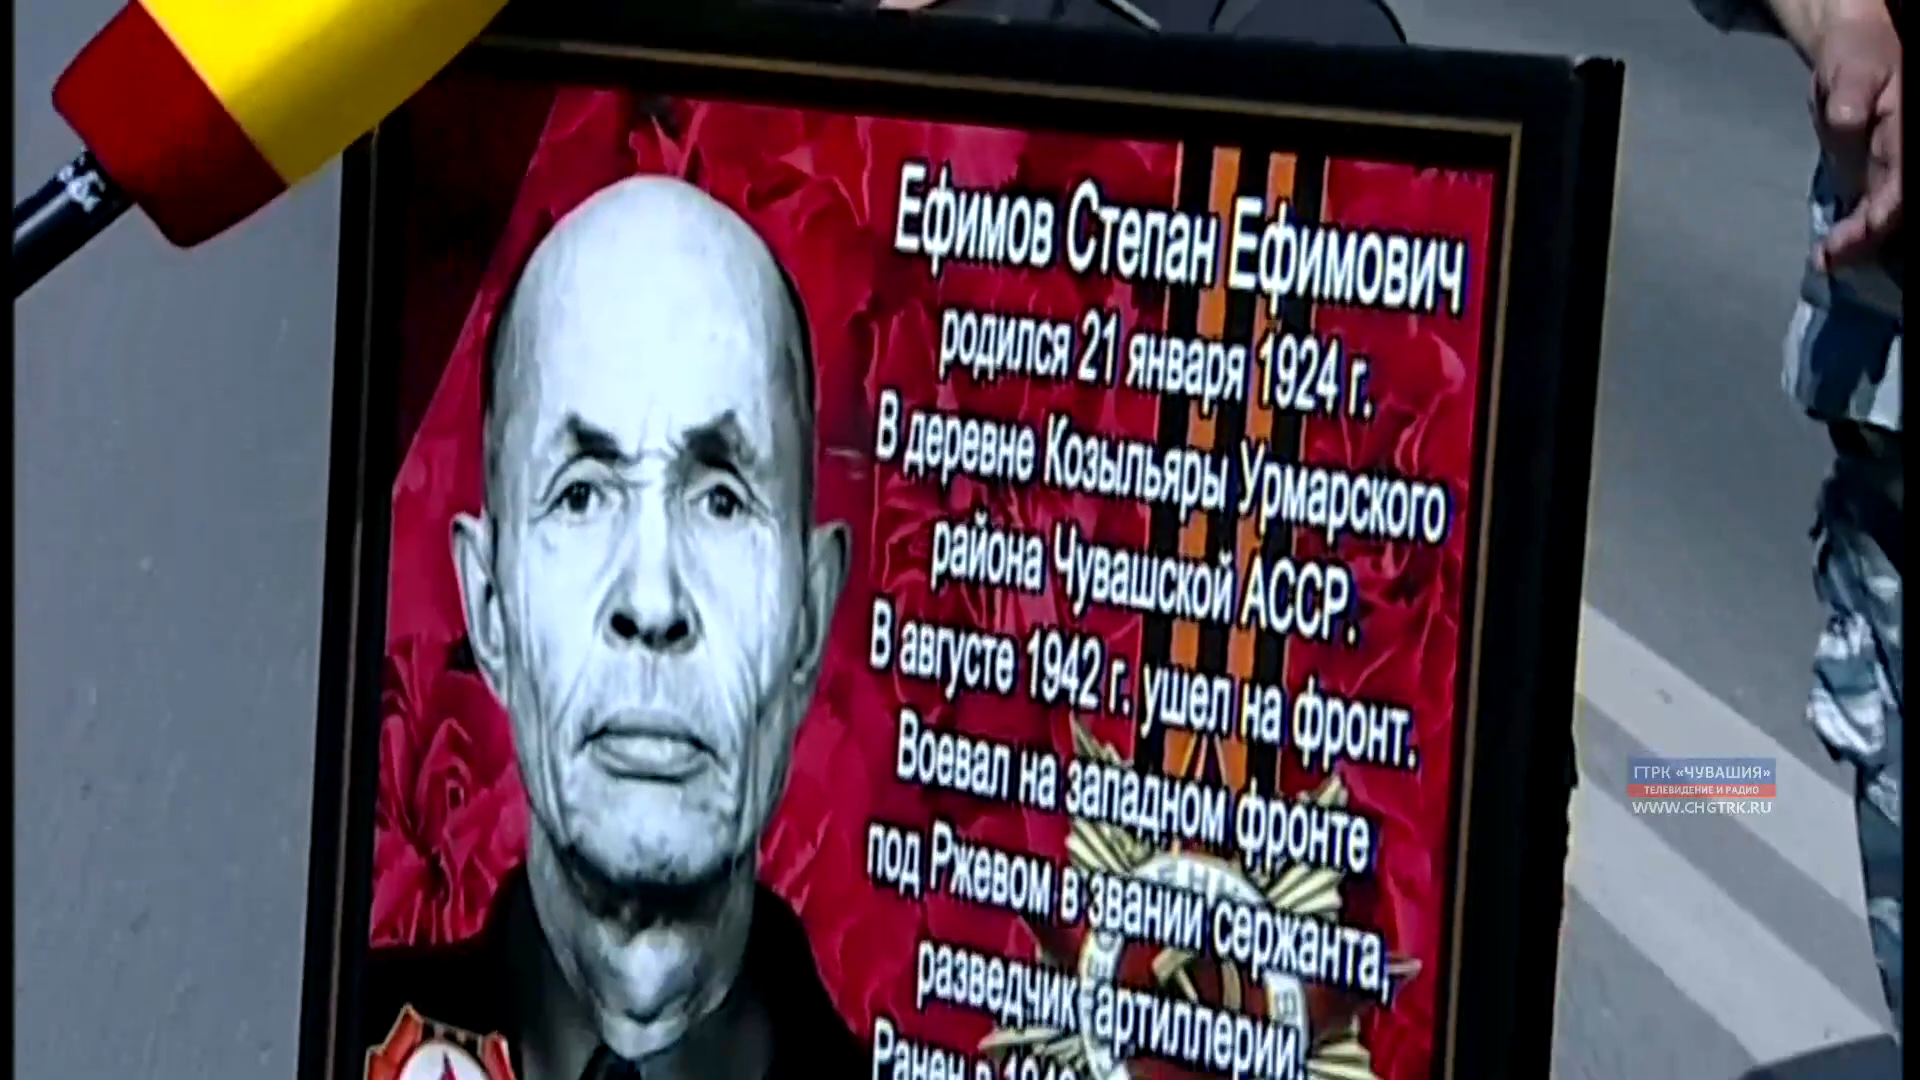 Ефимов Степан Ефимович
родился 21 января 1924 г.
В деревне Козыльяры Урмарского
района Чувашской АССР.
В августе 1942 г. ушел на фронт.
Воевал на западном фронте
под Ржевом в звании сержанта,
разведчик артиллерии.
Ранен в
ГТРК «ЧУВАШИЯ»
ТЕЛЕВИДЕНИЕ И РАДИО
WWW.CHGTRK.RU